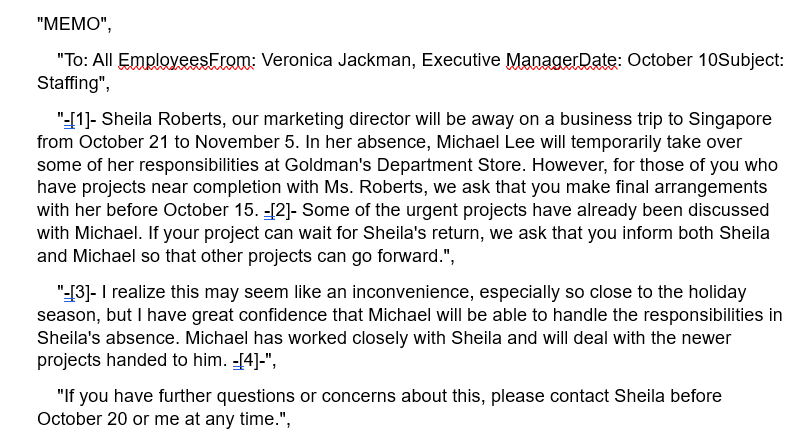 "MEMO",
"To: All EmployeesFrom: Veronica Jackman, Executive ManagerDate: October 10Subject:
Staffing",
"-[1]- Sheila Roberts, our marketing director will be away on a business trip to Singapore
from October 21 to November 5. In her absence, Michael Lee will temporarily take over
some of her responsibilities at Goldman's Department Store. However, for those of you who
have projects near completion with Ms. Roberts, we ask that you make final arrangements
with her before October 15. -[2]- Some of the urgent projects have already been discussed
with Michael. If your project can wait for Sheila's return, we ask that you inform both Sheila
and Michael so that other projects can go forward.",
"-[3]- I realize this may seem like an inconvenience, especially so close to the holiday
season, but I have great confidence that Michael will be able to handle the responsibilities in
Sheila's absence. Michael has worked closely with Sheila and will deal with the newer
projects handed to him. -[4]-",
"If you have further questions or concerns about this, please contact Sheila before
October 20 or me at any time.",